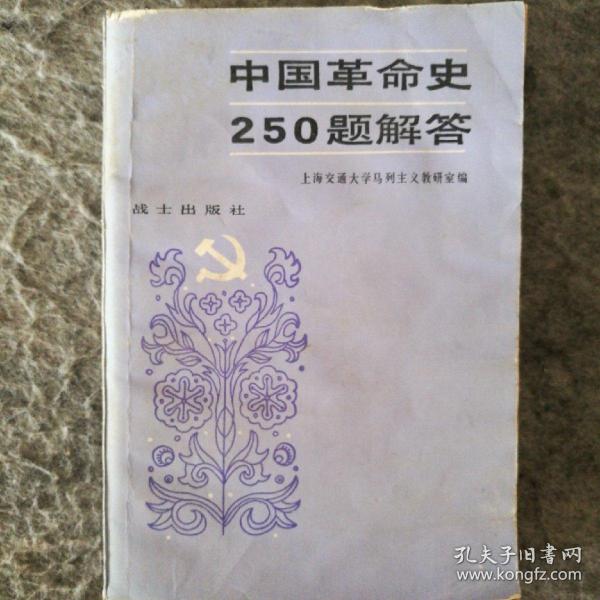 中国革命史
250题解答
上海交通大学马列主义教研室编
战士出版社
孔夫子旧书网
www.kongfz.com